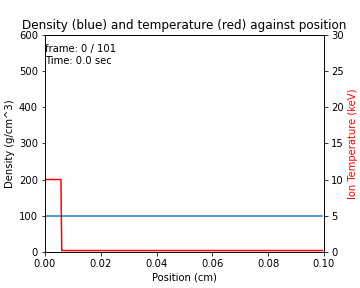 Density (blue) and temperature (red) against position
frame: 0 / 101
Time: 0.0 sec
600
500
400
300
200
100
0
Density (g/cm^3)
30
25
20
15
10
5
0
Ion Temperature (keV)
0.00 0.02 0.04 0.06 0.08 0.10
Position (cm)